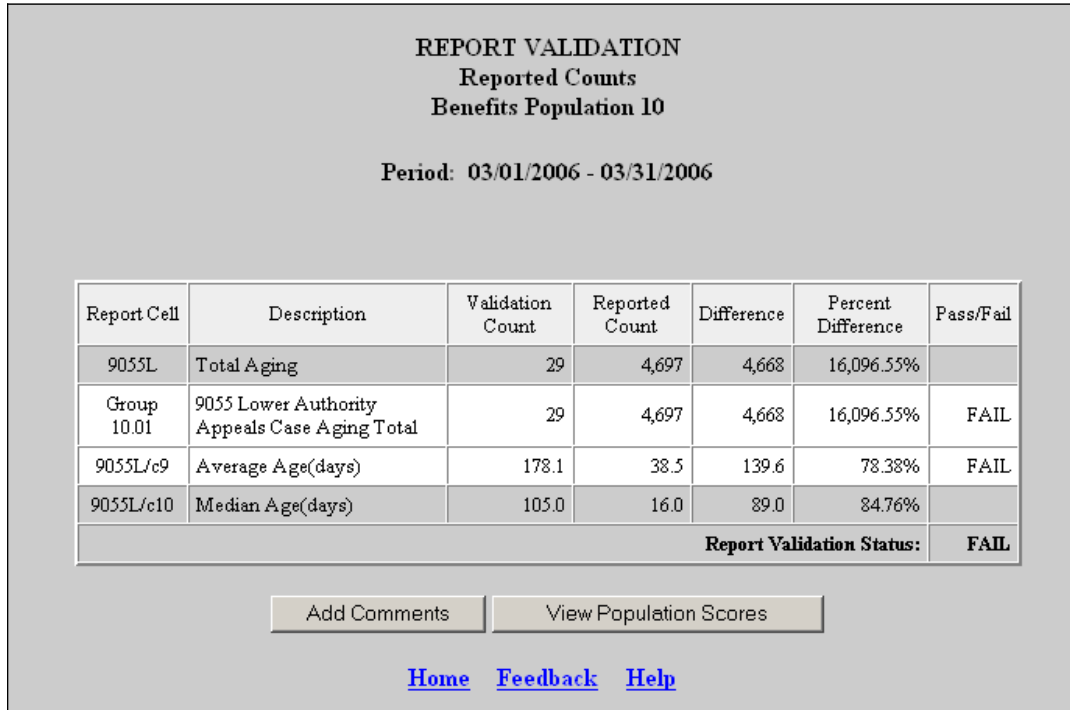 REPORT VALIDATION
Reported Counts
Benefits Population 10
Period: 03/01/2006 - 03/31/2006
Report Cell Description Validation Count Reported Count Difference Percent Difference Pass/Fail
9055L Total Aging 29 4,697 4,668 16,096.55%
Group 10.01 9055 Lower Authority Appeals Case Aging Total 29 4,697 4,668 16,096.55% FAIL
9055L/c9 Average Age(days) 178.1 38.5 139.6 78.38% FAIL
9055L/c10 Median Age(days) 105.0 16.0 89.0 84.76%
Report Validation Status: FAIL
Add Comments View Population Scores
Home Feedback Help